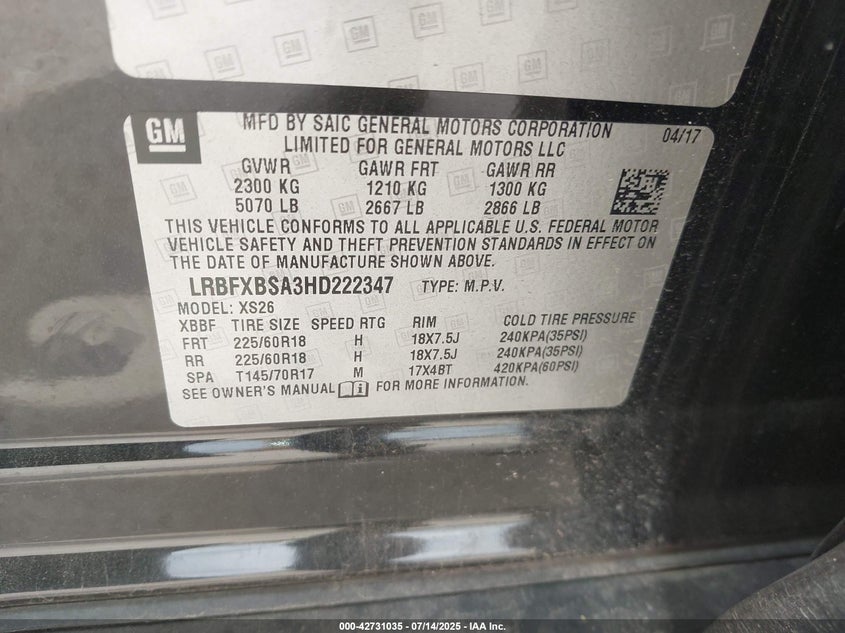 GM
MFD BY SAIC GENERAL MOTORS CORPORATION 04/17
LIMITED FOR GENERAL MOTORS LLC
GVWR GAWR FRT GAWR RR
2300 KG 1210 KG 1300 KG
5070 LB 2667 LB 2866 LB
THIS VEHICLE CONFORMS TO ALL APPLICABLE U.S. FEDERAL MOTOR
VEHICLE SAFETY AND THEFT PREVENTION STANDARDS IN EFFECT ON
THE DATE OF MANUFACTURE SHOWN ABOVE.
LRBFXBSA3HD222347 TYPE: M.P.V.
MODEL: XS26
XBBF TIRE SIZE SPEED RTG RIM COLD TIRE PRESSURE
FRT 225/60R18 H 18X7.5J 240KPA(35PSI)
RR 225/60R18 H 18X7.5J 240KPA(35PSI)
SPA T145/70R17 M 17X4BT 420KPA(60PSI)
SEE OWNER'S MANUAL FOR MORE INFORMATION.
000-42731035 - 07/14/2025 - IAA Inc.